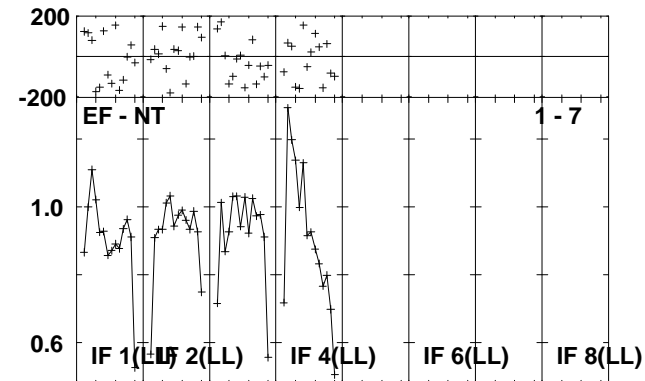 200
-200
EF - NT 1 - 7
1.0
0.6
IF 1(LL) IF 2(LL) IF 4(LL) IF 6(LL) IF 8(LL)